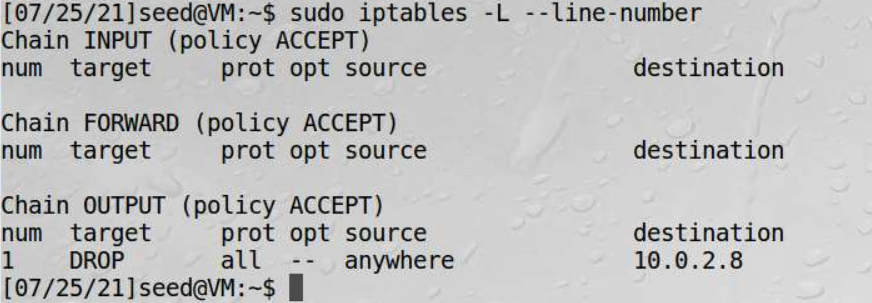 [07/25/21]seed@VM:~$ sudo iptables -L --line-number
Chain INPUT (policy ACCEPT)
num  target     prot opt source               destination

Chain FORWARD (policy ACCEPT)
num  target     prot opt source               destination

Chain OUTPUT (policy ACCEPT)
num  target     prot opt source               destination
1    DROP       all  --  anywhere             10.0.2.8
[07/25/21]seed@VM:~$